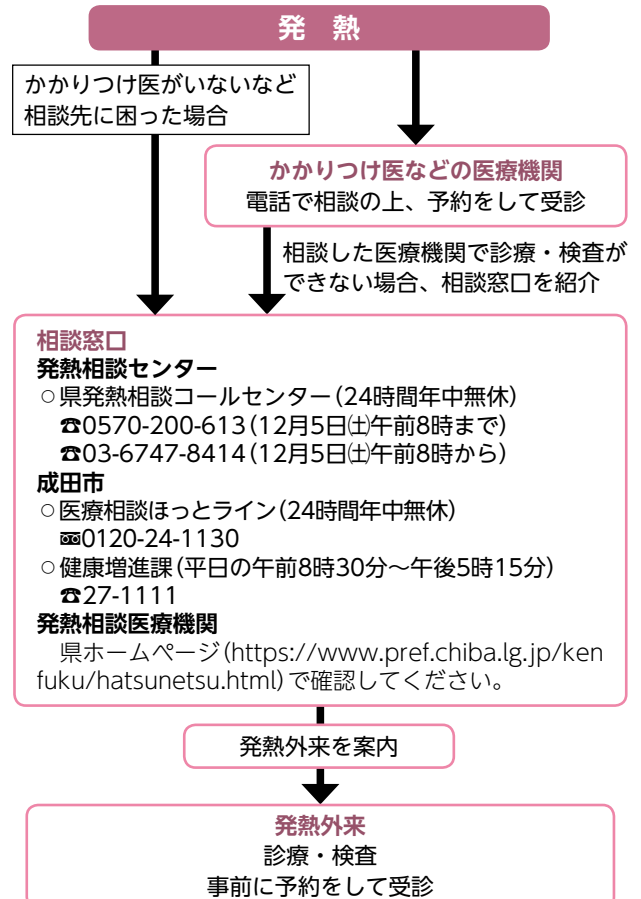 発 熱
かかりつけ医がいないなど
相談先に困った場合
かかりつけ医などの医療機関
電話で相談の上、予約をして受診
相談した医療機関で診療・検査が
できない場合、相談窓口を紹介
相談窓口
発熱相談センター
○県発熱相談コールセンター(24時間年中無休)
☎0570-200-613(12月5日㈯午前8時まで)
☎03-6747-8414(12月5日㈯午前8時から)
成田市
○医療相談ほっとライン(24時間年中無休)
0120-24-1130
○健康増進課(平日の午前8時30分～午後5時15分)
☎27-1111
発熱相談医療機関
県ホームページ(https://www.pref.chiba.lg.jp/ken
fuku/hatsunetsu.html)で確認してください。
発熱外来を案内
発熱外来
診療・検査
事前に予約をして受診